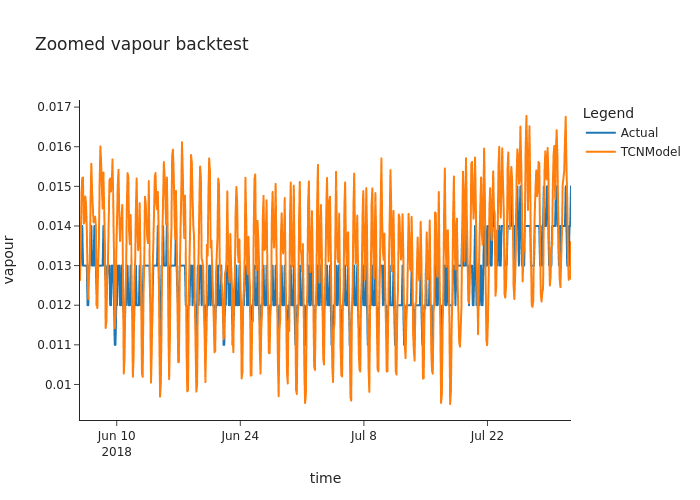 Zoomed vapour backtest
Legend
Actual
TCNModel
vapour
0.017
0.016
0.015
0.014
0.013
0.012
0.011
0.01
Jun 10
2018
Jun 24
Jul 8
Jul 22
time